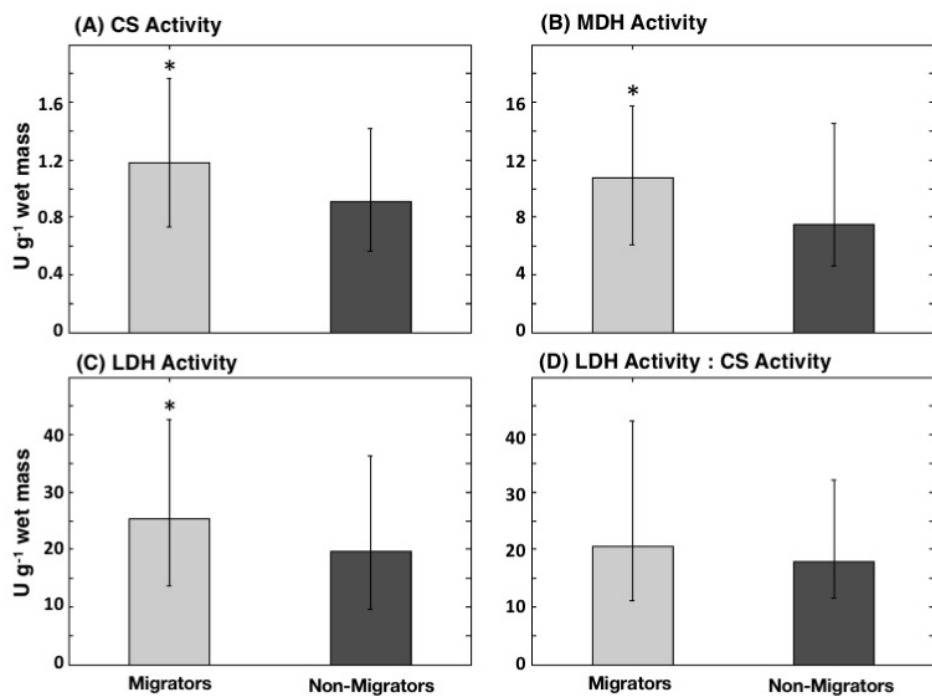 (A) CS Activity
(B) MDH Activity
*
*
1.6
1.2
0.8
0.4
0
U g⁻¹ wet mass
16
12
8
4
0
(C) LDH Activity
(D) LDH Activity : CS Activity
*
40
30
20
10
0
U g⁻¹ wet mass
40
30
20
10
0
Migrators
Non-Migrators
Migrators
Non-Migrators